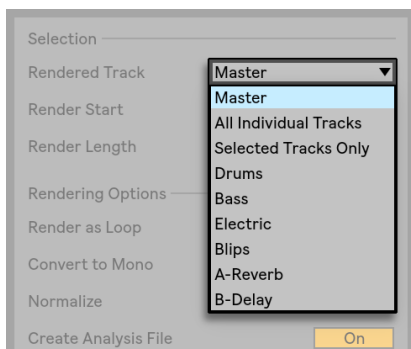 Selection
Rendered Track Master
Master
Render Start
All Individual Tracks
Render Length
Selected Tracks Only
Drums
Rendering Options
Bass
Render as Loop
Electric
Convert to Mono
Blips
A-Reverb
Normalize
B-Delay
Create Analysis File On